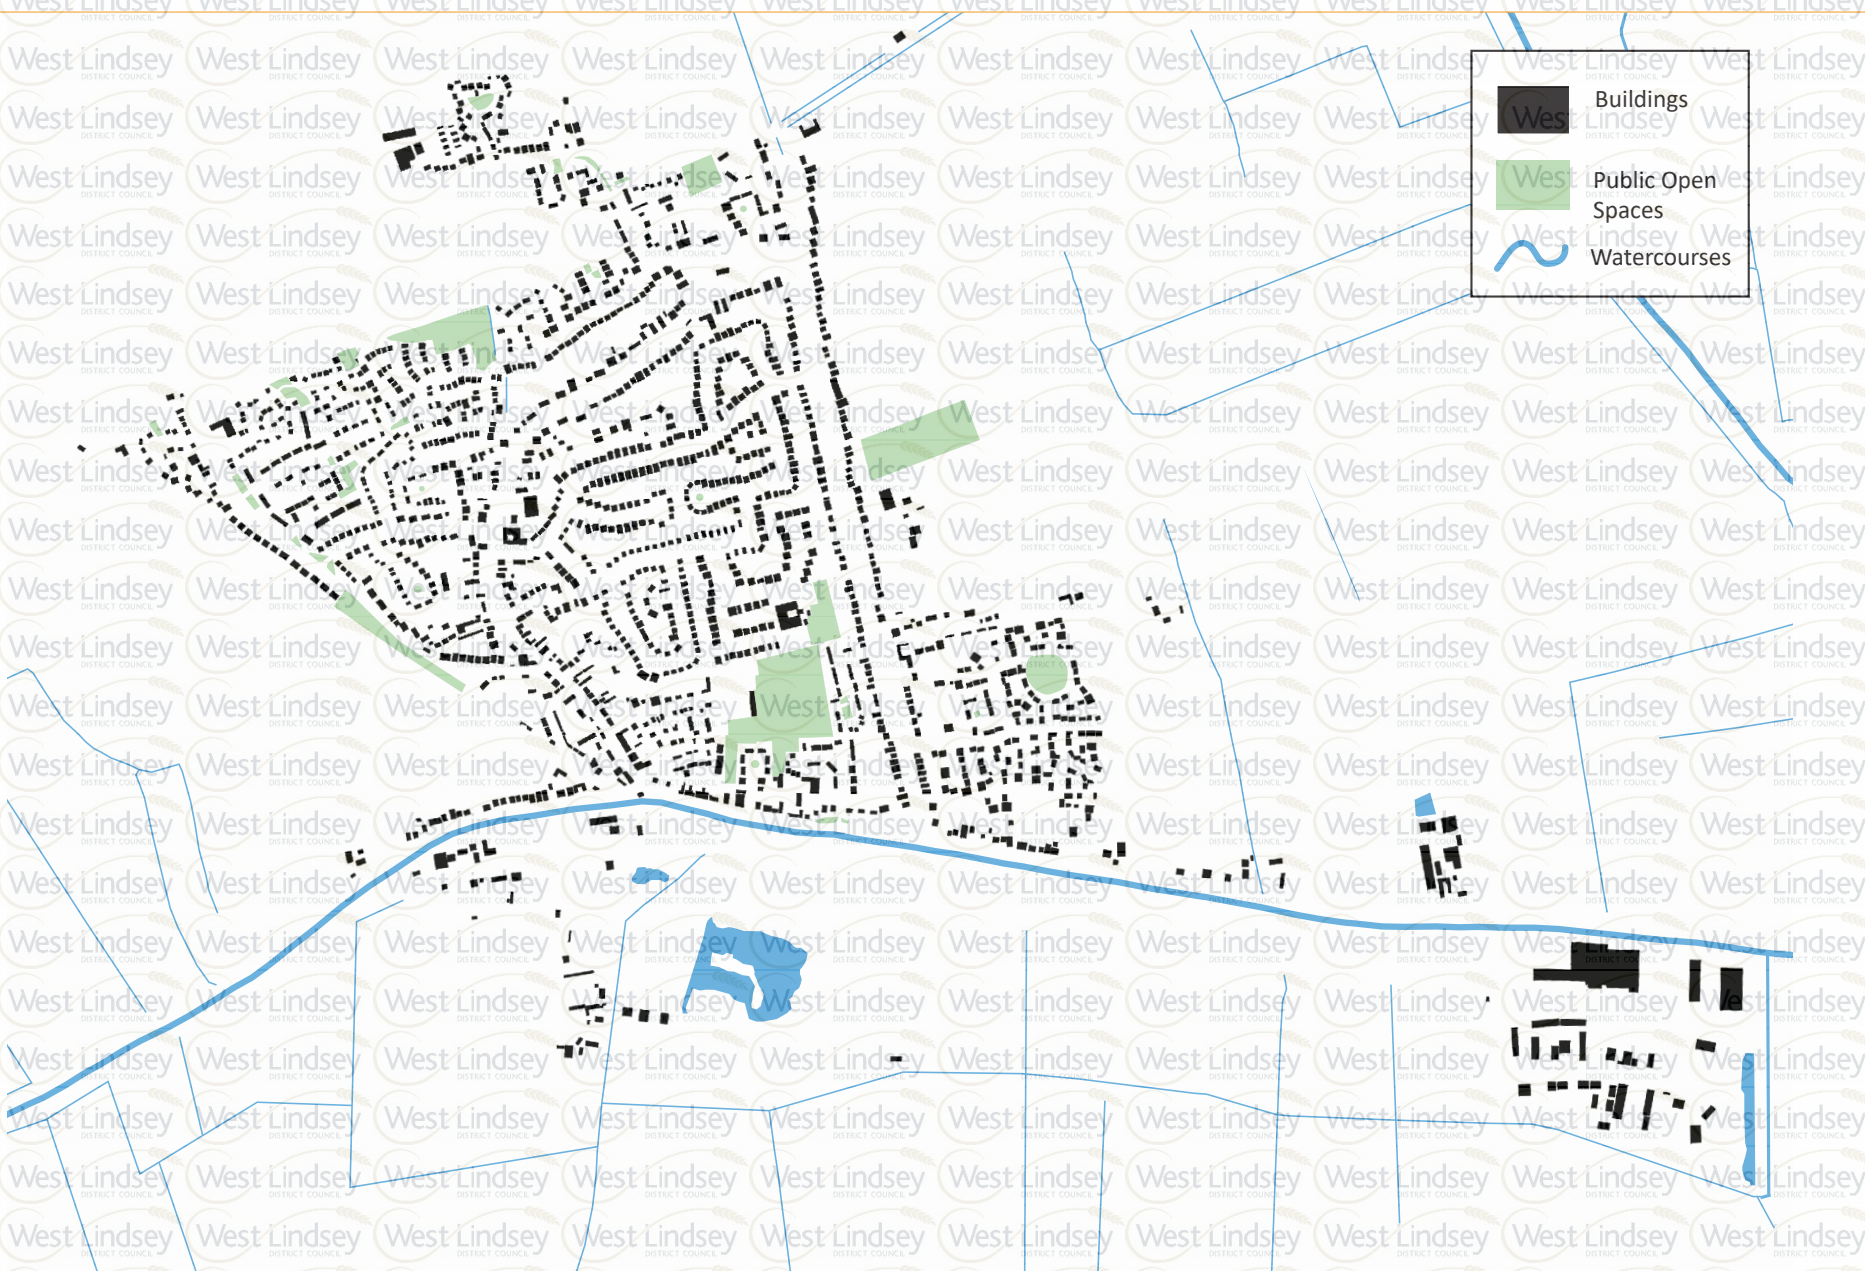 Buildings
Public Open
Spaces
Watercourses
West Lindsey
DISTRICT COUNCIL